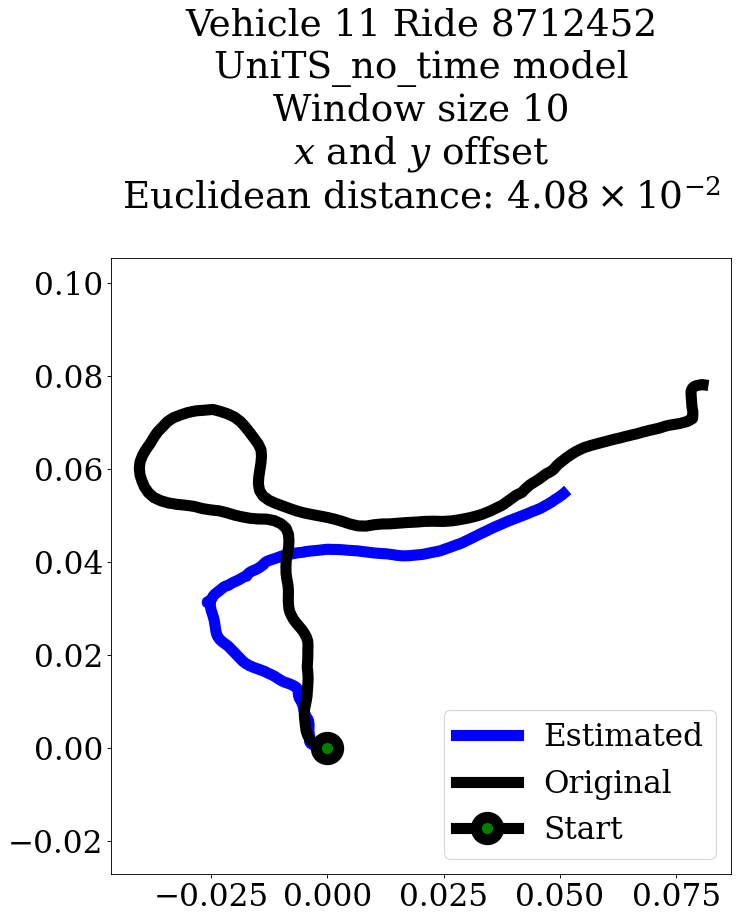 Vehicle 11 Ride 8712452
UniTS_no_time model
Window size 10
x and y offset
Euclidean distance: 4.08 × 10⁻²
0.10
0.08
0.06
0.04
0.02
0.00
−0.02
−0.025 0.000 0.025 0.050 0.075
Estimated
Original
Start